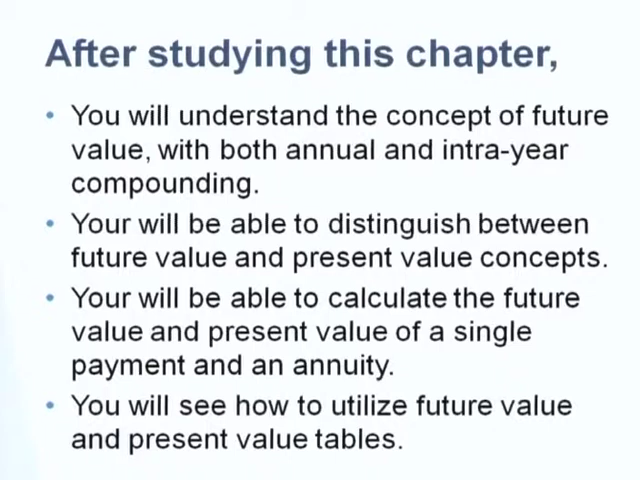 After studying this chapter,
• You will understand the concept of future
value, with both annual and intra-year
compounding.
• Your will be able to distinguish between
future value and present value concepts.
• Your will be able to calculate the future
value and present value of a single
payment and an annuity.
• You will see how to utilize future value
and present value tables.